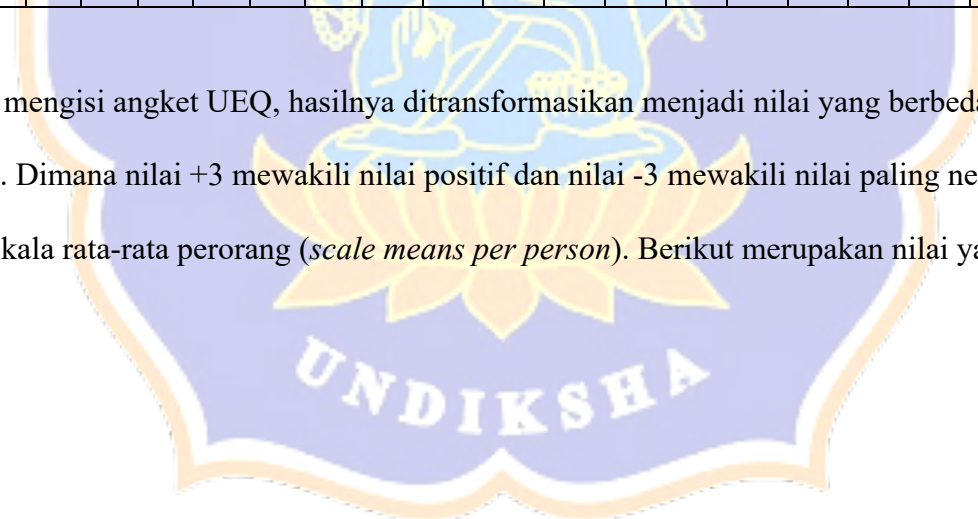 mengisi angket UEQ, hasilnya ditransformasikan menjadi nilai yang berbeda
. Dimana nilai +3 mewakili nilai positif dan nilai -3 mewakili nilai paling ne
kala rata-rata perorang (scale means per person). Berikut merupakan nilai ya
UNDIKSHA